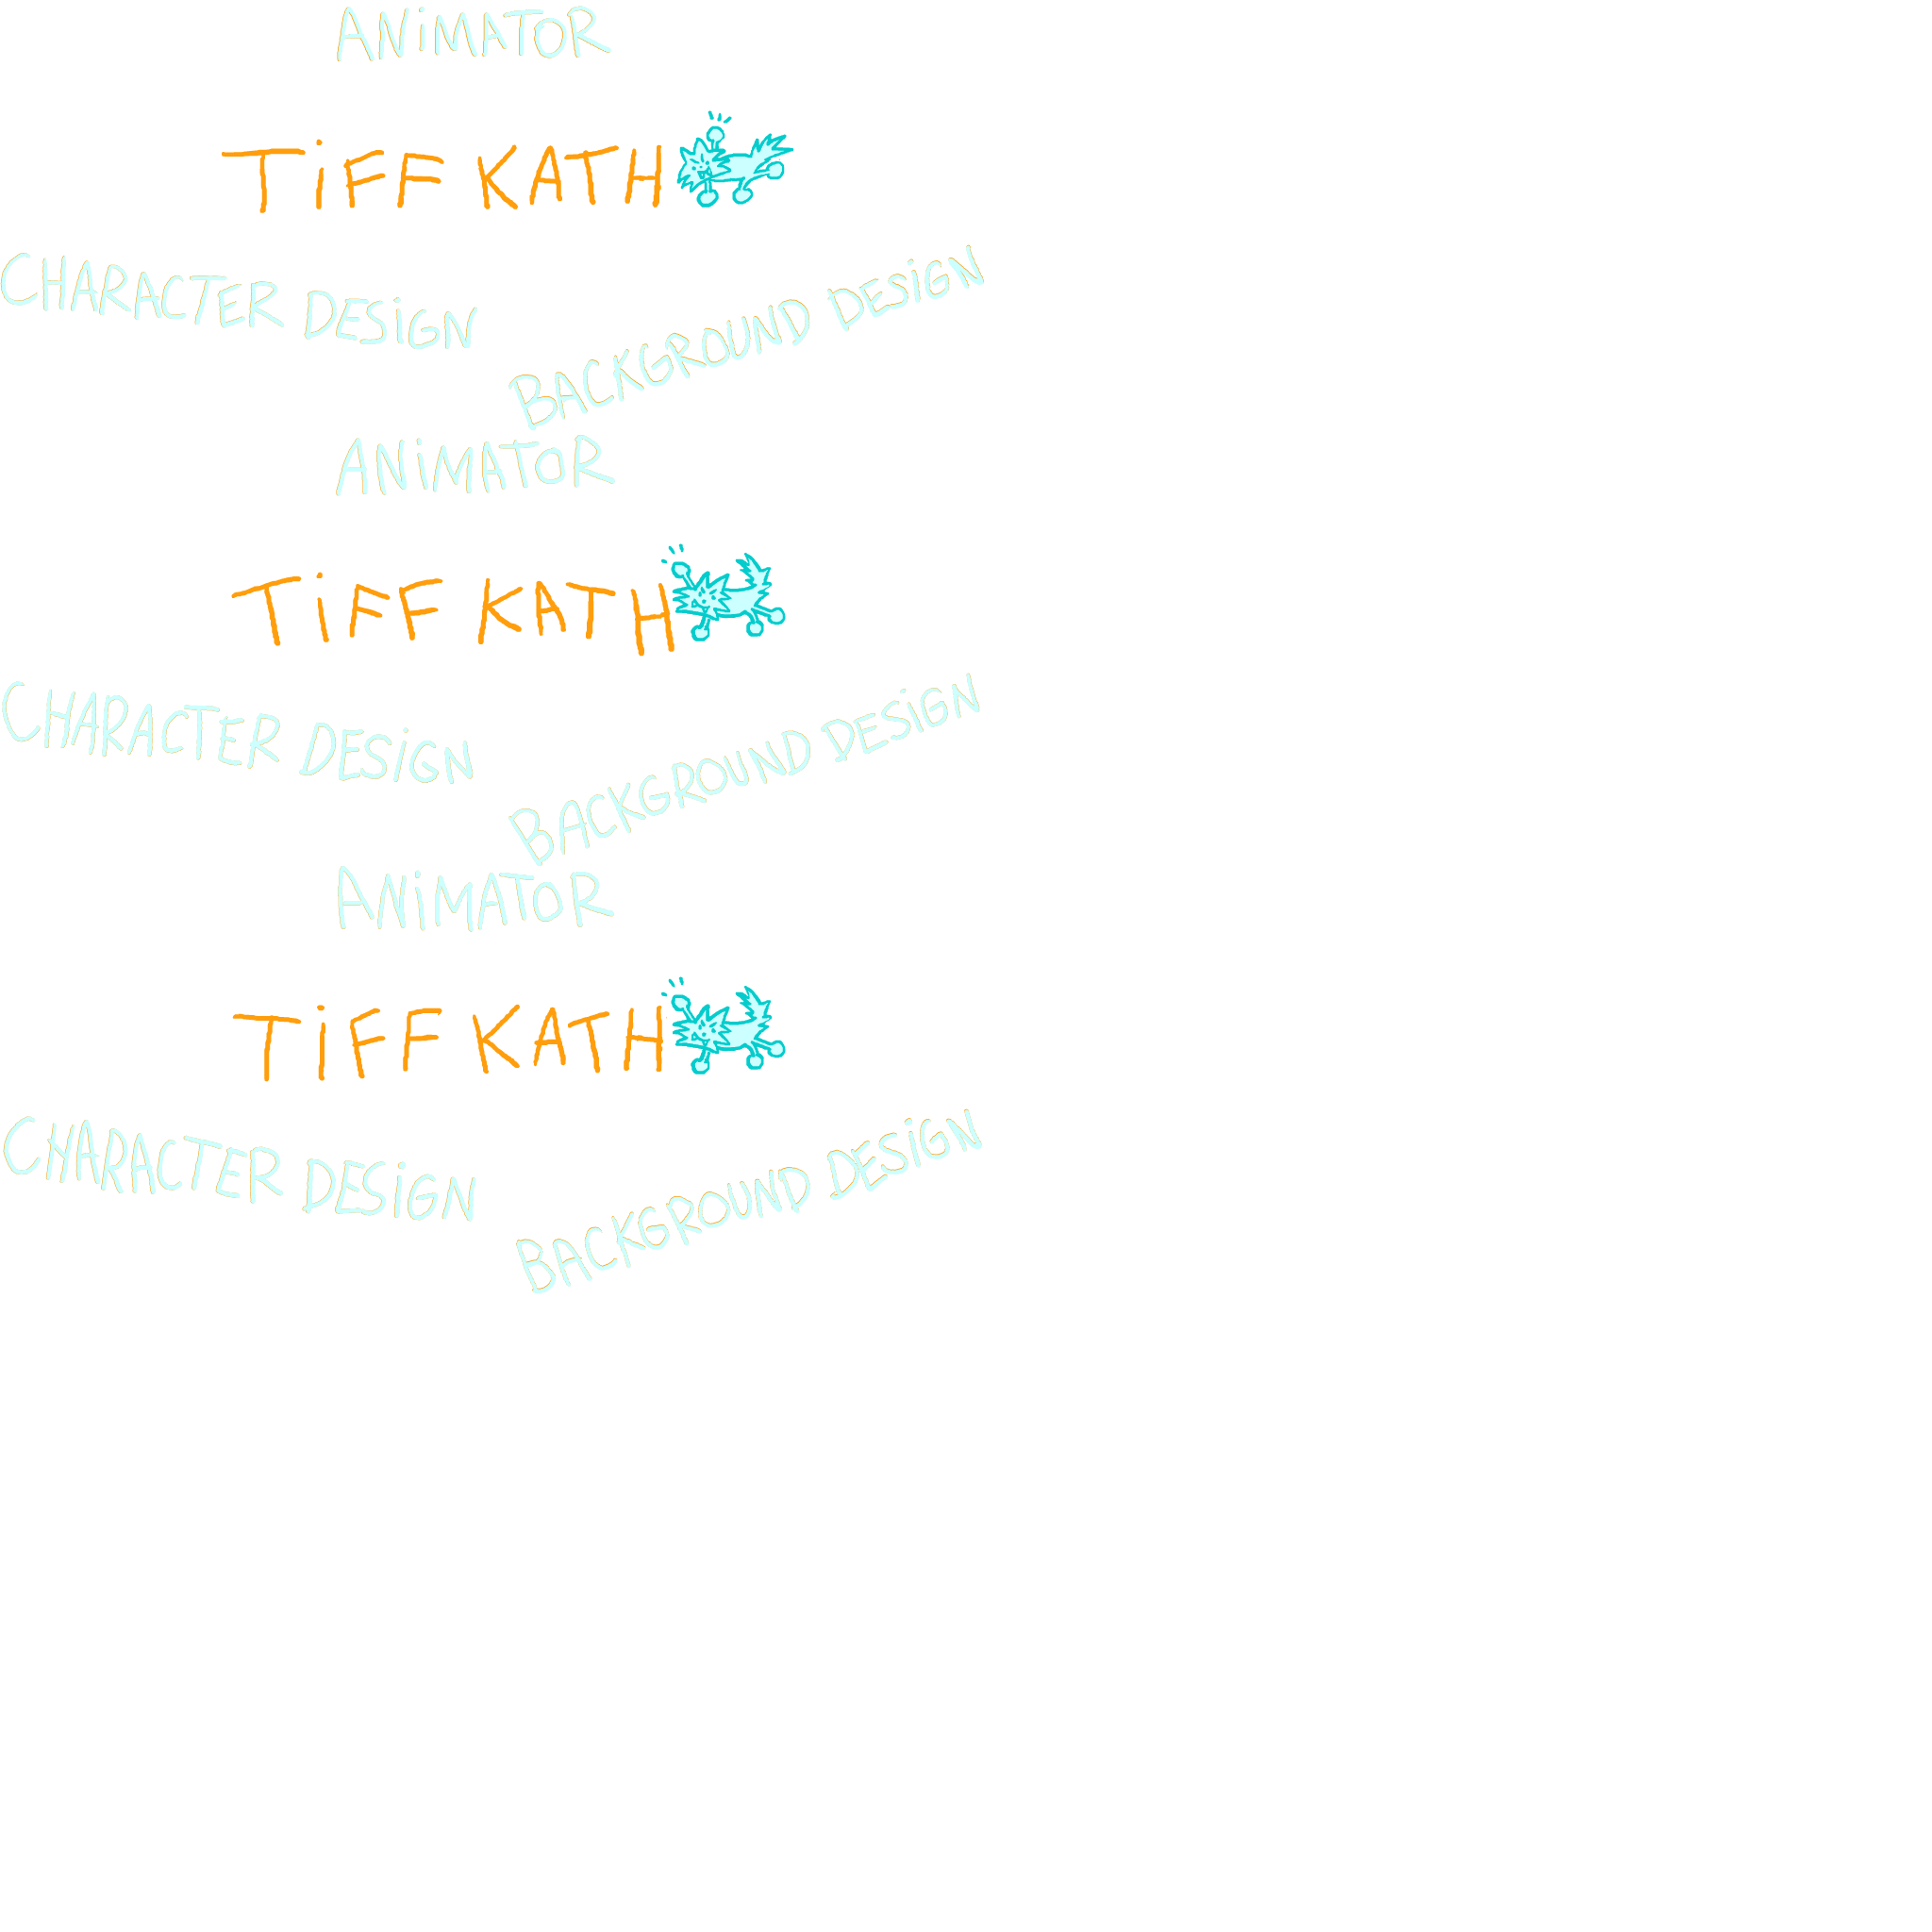 ANiMATOR
TiFF KATH
CHARACTER DESiGN
BACKGROUND DESiGN
ANiMATOR
TiFF KATH
CHARACTER DESiGN
BACKGROUND DESiGN
ANiMATOR
TiFF KATH
CHARACTER DESiGN
BACKGROUND DESiGN